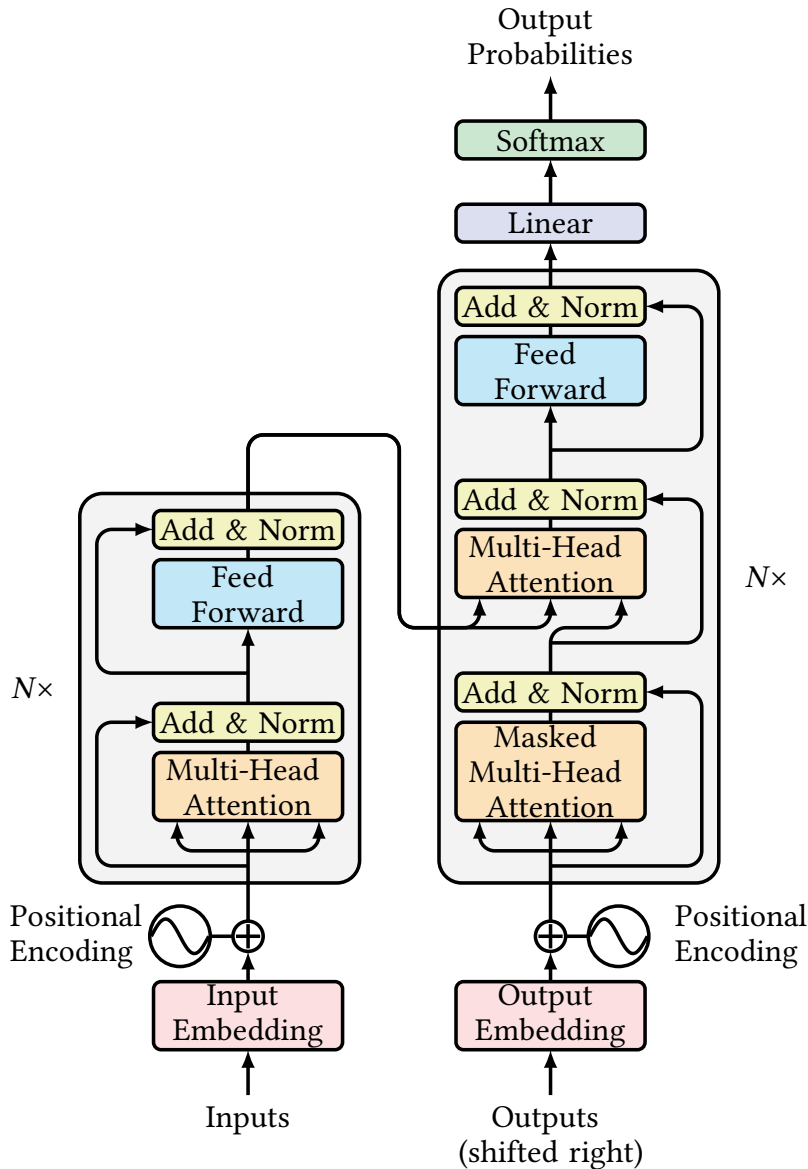 Output
Probabilities
Softmax
Linear
Add & Norm
Feed
Forward
Add & Norm
Multi-Head
Attention
N×
Add & Norm
Masked
Multi-Head
Attention
Add & Norm
Feed
Forward
N×
Add & Norm
Multi-Head
Attention
Positional
Encoding
Positional
Encoding
Input
Embedding
Output
Embedding
Inputs
Outputs
(shifted right)